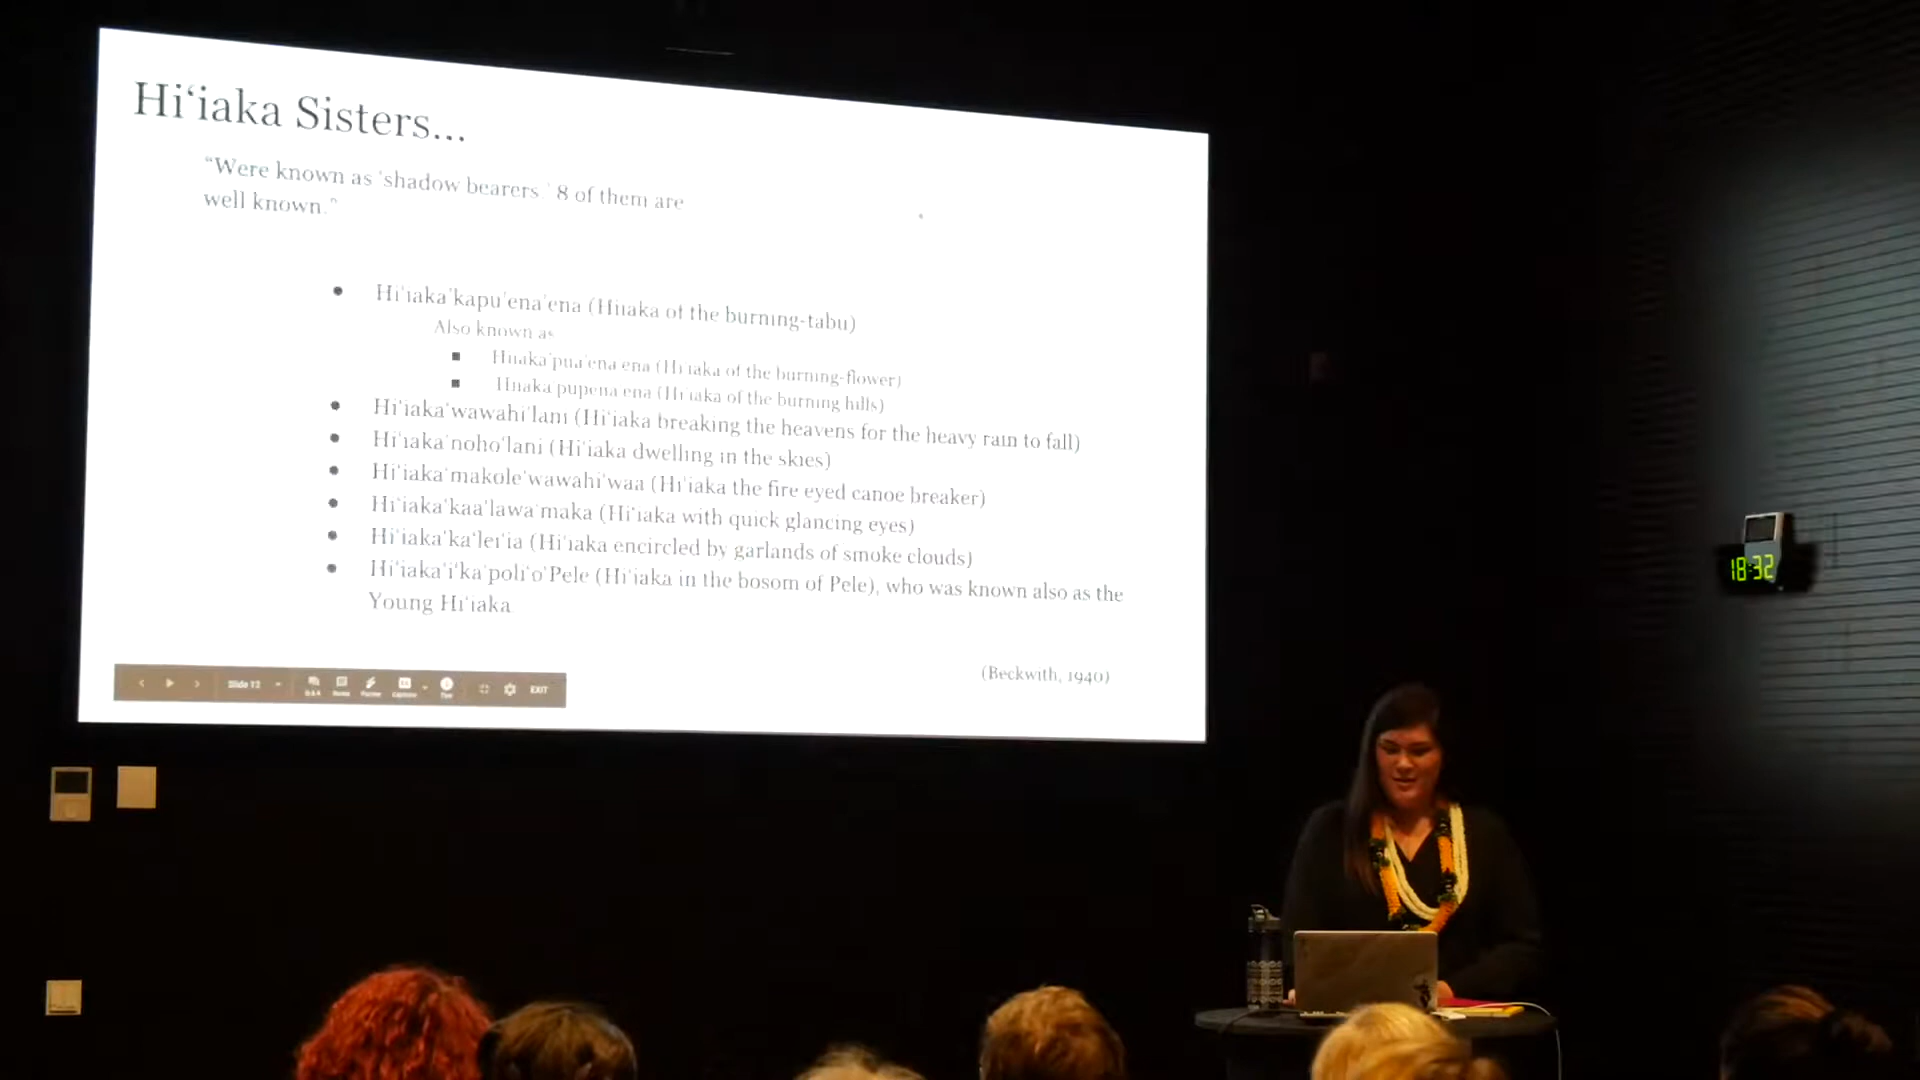 Hiʻiaka Sisters...
“Were known as 'shadow bearers.' 8 of them are
well known.”
● Hi'iaka'kapu'ena'ena (Hiiaka of the burning-tabu)
Also known as
■ Hiiaka'pua'ena'ena (Hi'iaka of the burning-flower)
■ Hiiaka'pupena'ena (Hi'iaka of the burning hills)
● Hi'iaka'wawahi'lani (Hi'iaka breaking the heavens for the heavy rain to fall)
● Hi'iaka'noho'lani (Hi'iaka dwelling in the skies)
● Hi'iaka'makole'wawahi'waa (Hi'iaka the fire eyed canoe breaker)
● Hi'iaka'kaa'lawa'maka (Hi'iaka with quick glancing eyes)
● Hi'iaka'ka'lei'ia (Hi'iaka encircled by garlands of smoke clouds)
● Hi'iaka'i'ka'poli'o'Pele (Hi'iaka in the bosom of Pele), who was known also as the
Young Hi'iaka
(Beckwith, 1940)
Slide 12
Q&A Notes Pointer Captions Tips EXIT
18:32